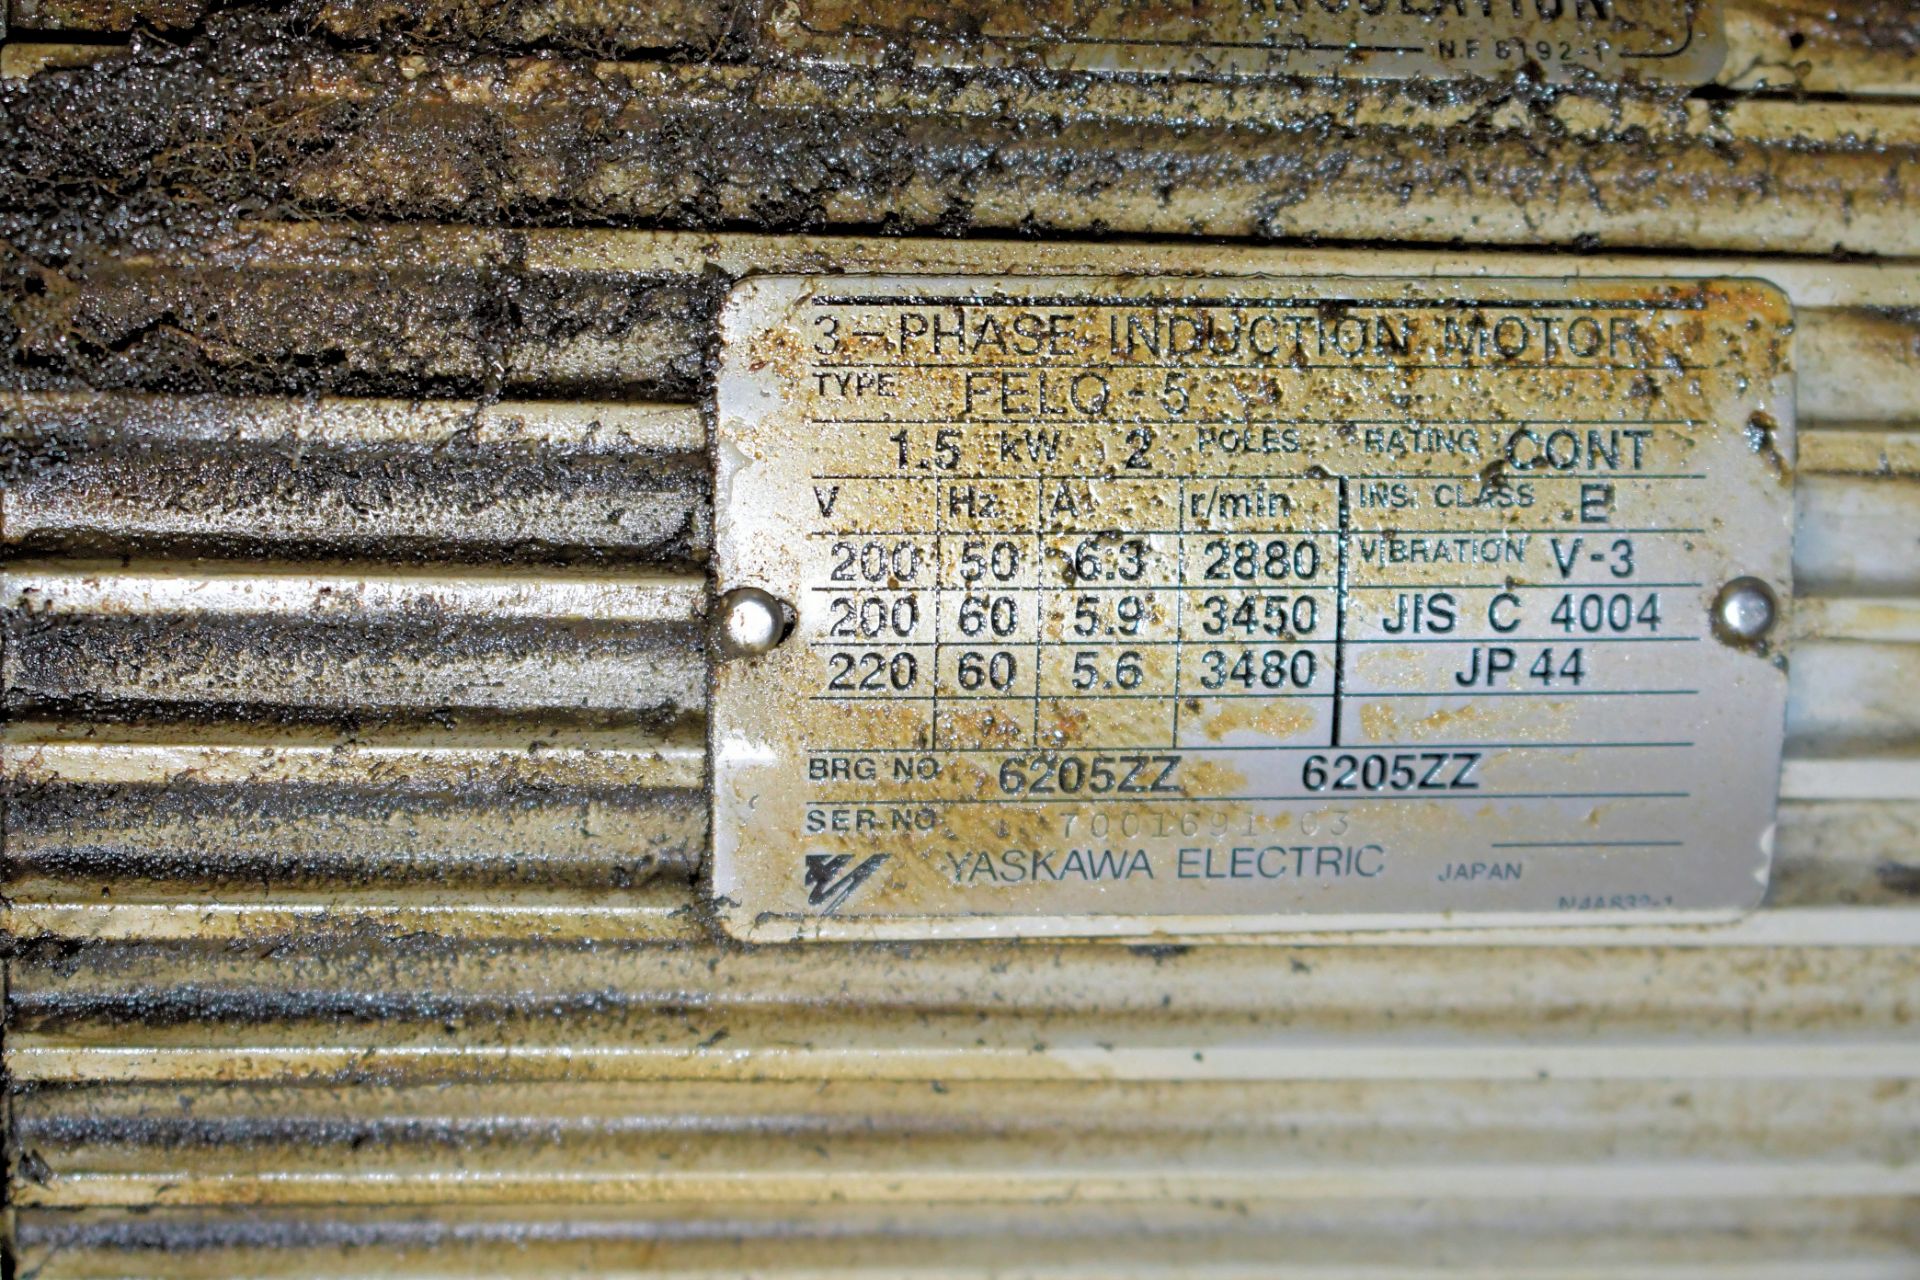 N.F 8192-1
3-PHASE INDUCTION MOTOR
TYPE FELQ-5
1.5 kW 2 POLES RATING CONT
V Hz A r/min INS. CLASS E
200 50 6.3 2880 VIBRATION V-3
200 60 5.9 3450 JIS C 4004
220 60 5.6 3480 JP 44
BRG NO. 6205ZZ 6205ZZ
SER. NO. 7001691 03
YASKAWA ELECTRIC JAPAN